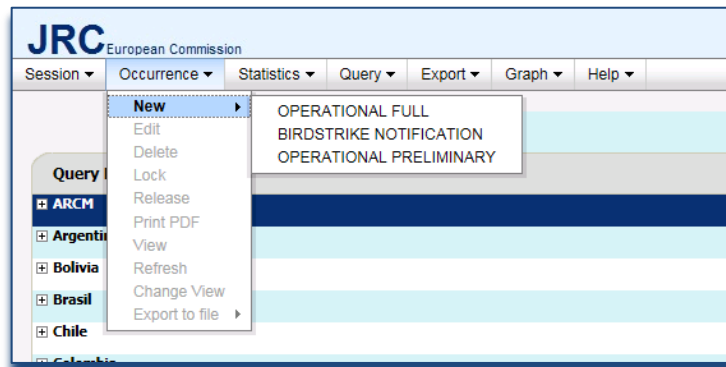 JRC European Commission
Session Occurrence Statistics Query Export Graph Help
New
OPERATIONAL FULL
BIRDSTRIKE NOTIFICATION
OPERATIONAL PRELIMINARY
Edit
Delete
Lock
Release
Print PDF
View
Refresh
Change View
Export to file
Query
ARCM
Argenti
Bolivia
Brasil
Chile